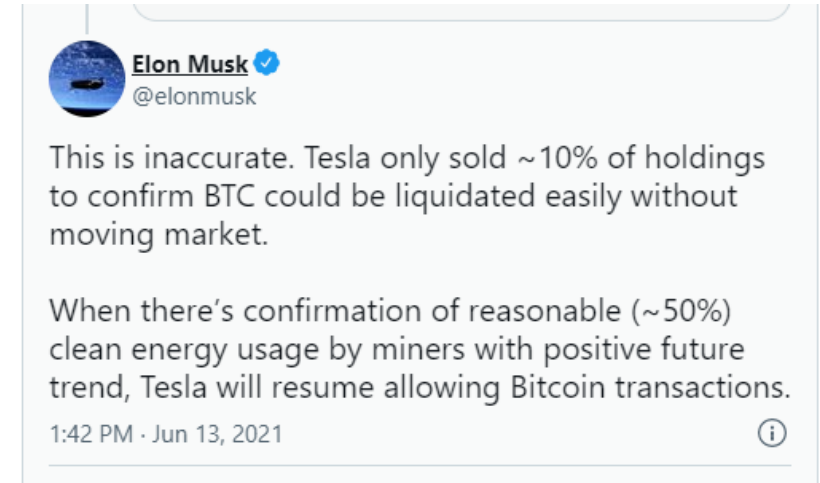 Elon Musk
@elonmusk
This is inaccurate. Tesla only sold ~10% of holdings
to confirm BTC could be liquidated easily without
moving market.
When there’s confirmation of reasonable (~50%)
clean energy usage by miners with positive future
trend, Tesla will resume allowing Bitcoin transactions.
1:42 PM · Jun 13, 2021